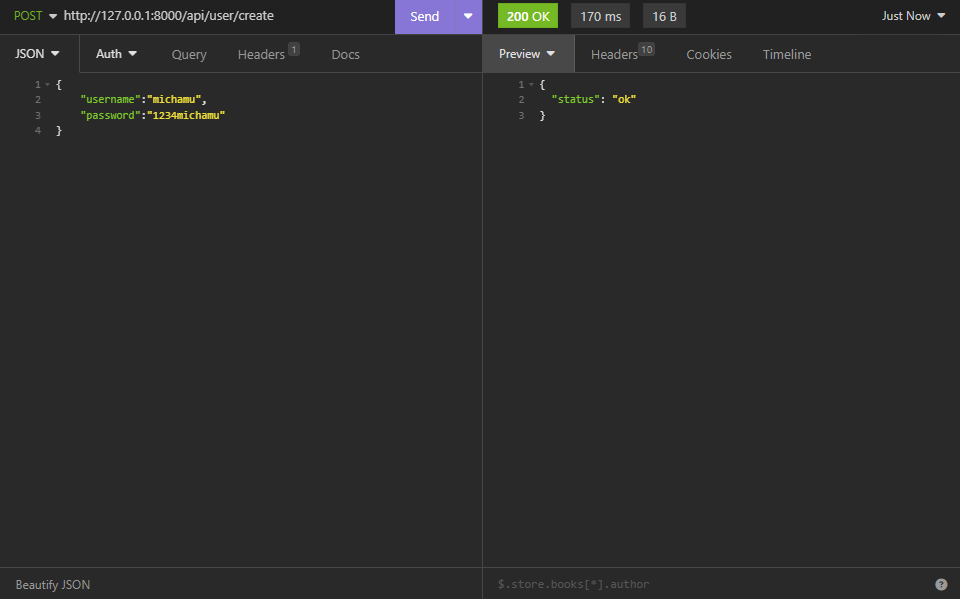 POST http://127.0.0.1:8000/api/user/create Send 200 OK 170 ms 16 B Just Now
JSON Auth Query Headers 1 Docs Preview Headers 10 Cookies Timeline
1 {
2 "username":"michamu",
3 "password":"1234michamu"
4 }
1 {
2 "status": "ok"
3 }
Beautify JSON
$.store.books[*].author ?